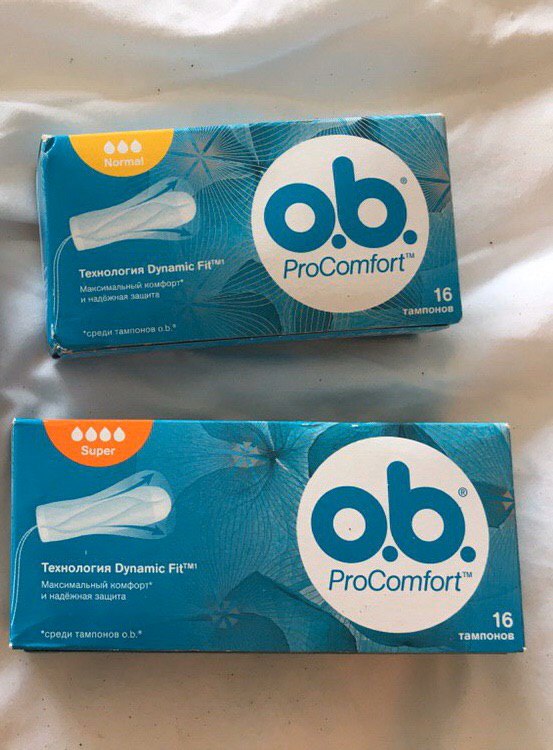 Normal
o.b.®
ProComfort™
Технология Dynamic Fit™¹
Максимальный комфорт*
и надёжная защита
*среди тампонов o.b.®
16
тампонов
Super
o.b.®
ProComfort™
Технология Dynamic Fit™¹
Максимальный комфорт*
и надёжная защита
*среди тампонов o.b.®
16
тампонов